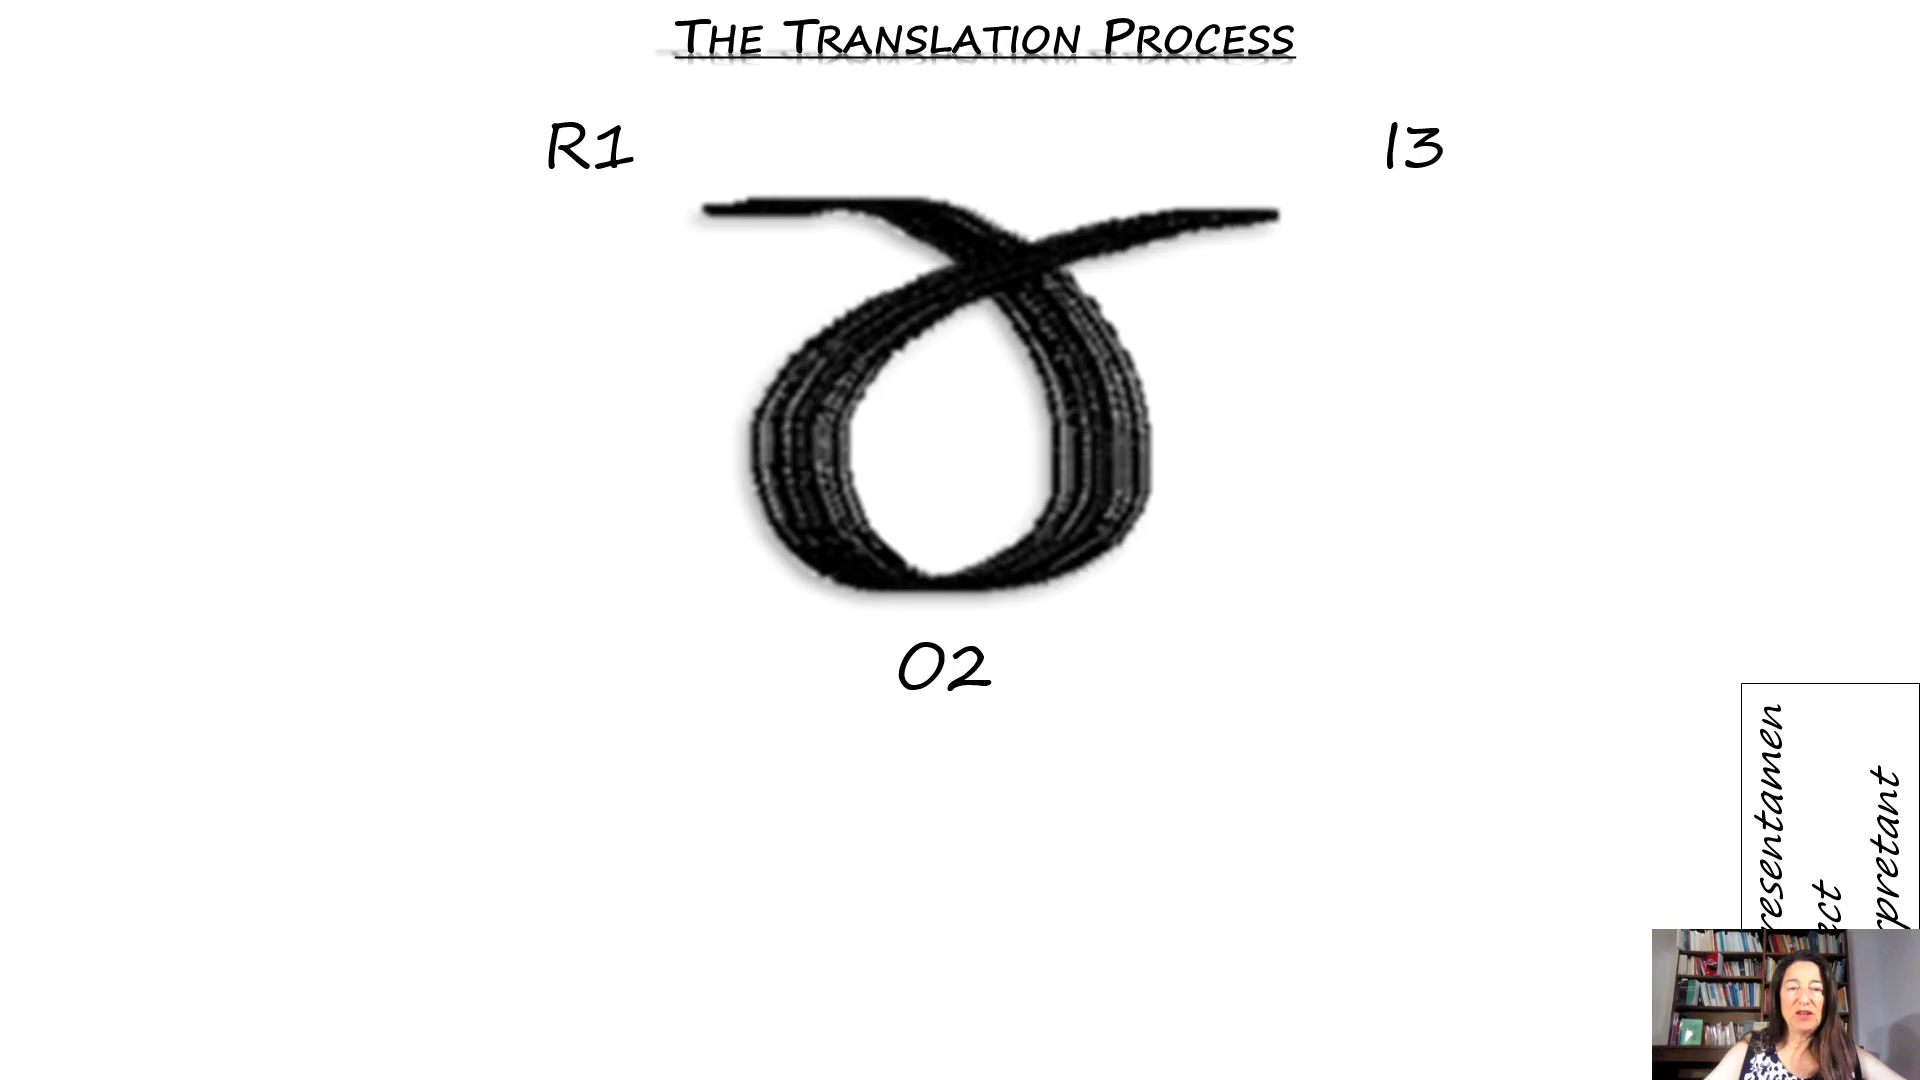 THE TRANSLATION PROCESS
R1
I3
O2